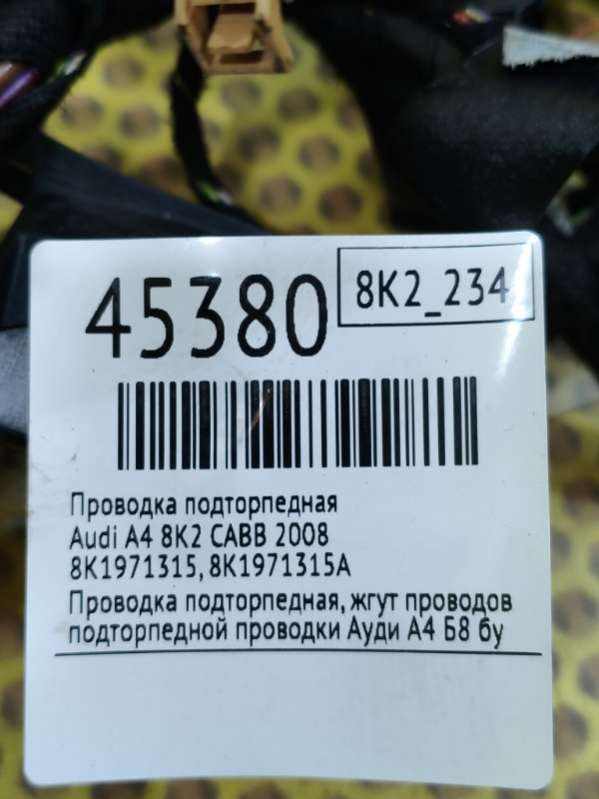 45380
8K2_234
Проводка подторпедная
Audi A4 8K2 CABB 2008
8K1971315, 8K1971315A
Проводка подторпедная, жгут проводов
подторпедной проводки Ауди А4 Б8 бу